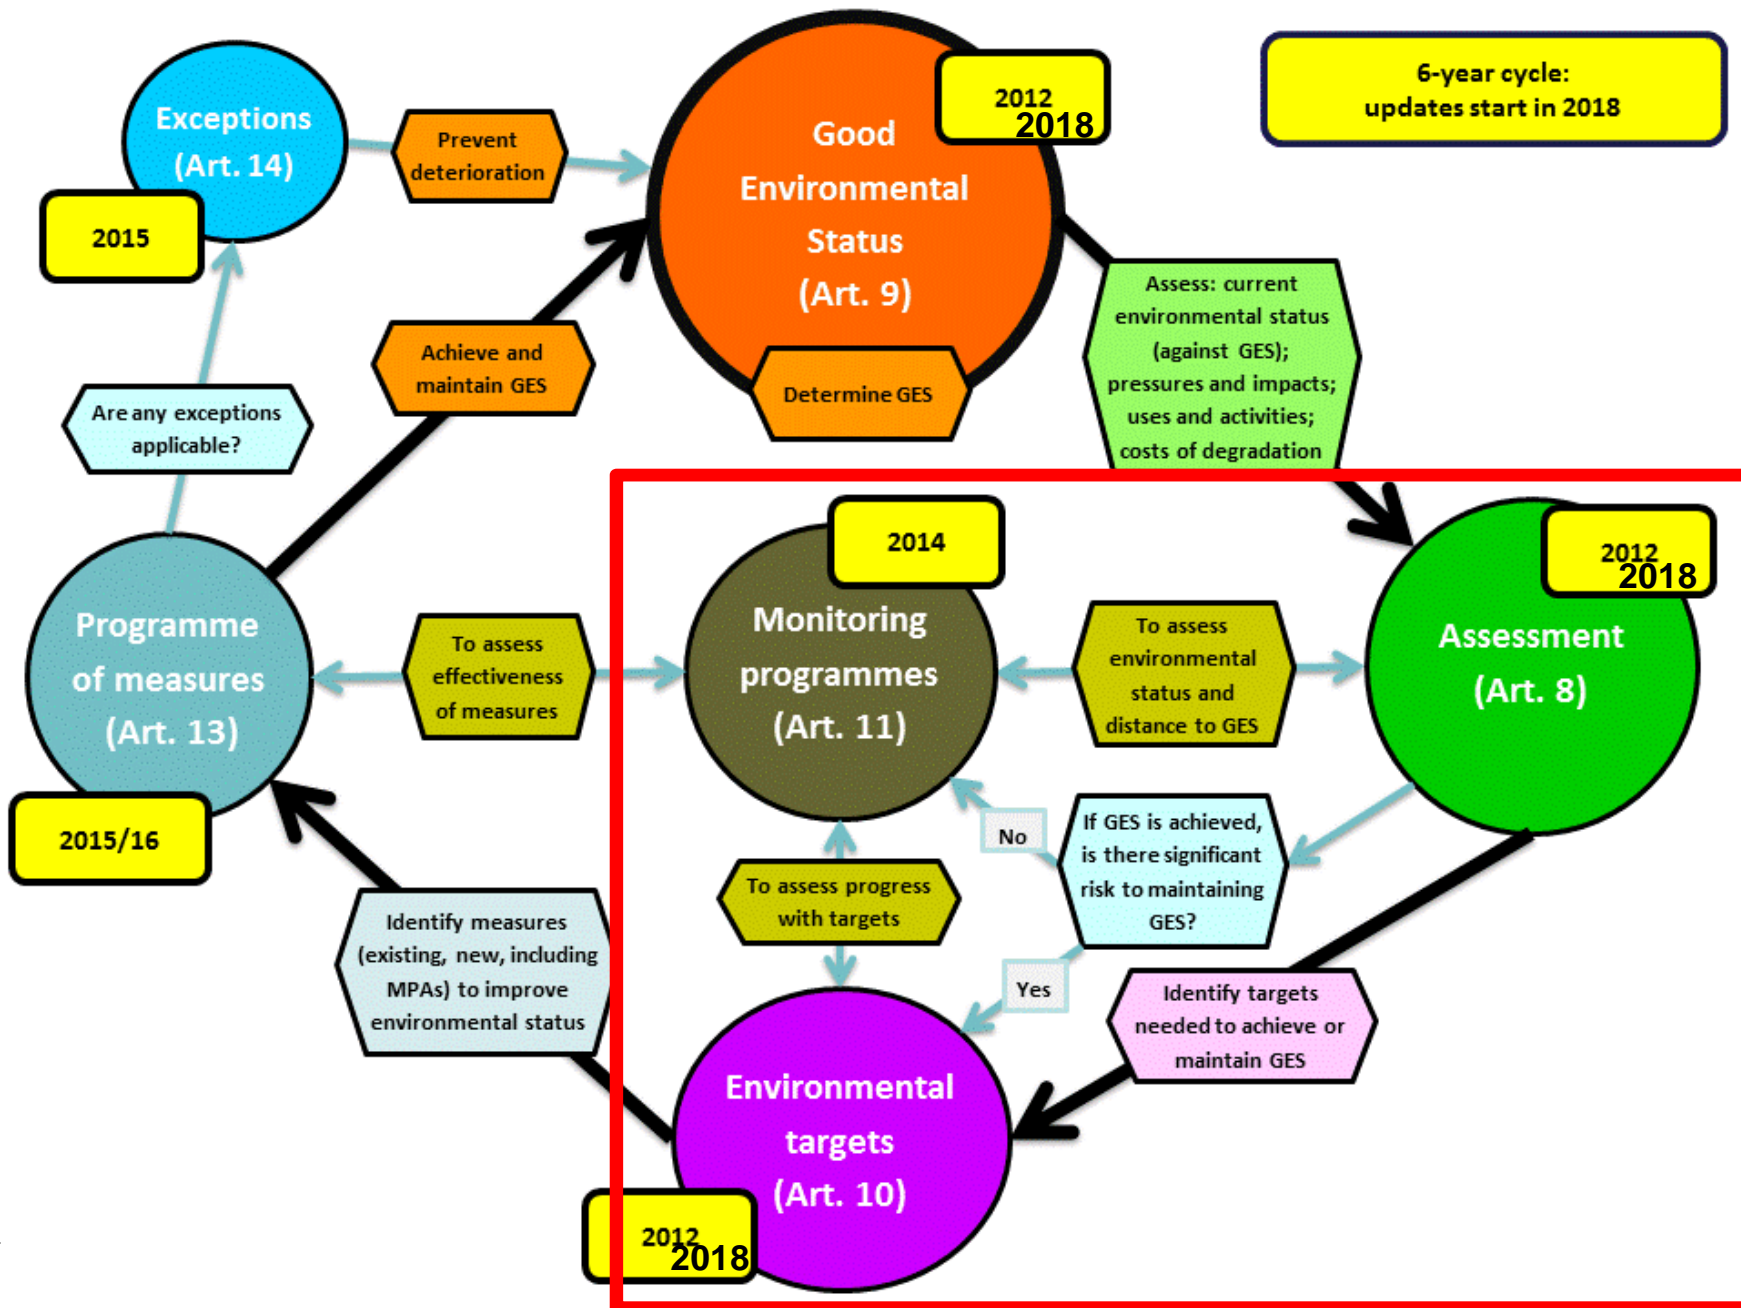 Exceptions
(Art. 14)
2015
Prevent
deterioration
Good
Environmental
Status
(Art. 9)
2012
2018
6-year cycle:
updates start in 2018
Determine GES
Achieve and
maintain GES
Are any exceptions
applicable?
Assess: current
environmental status
(against GES);
pressures and impacts;
uses and activities;
costs of degradation
Programme
of measures
(Art. 13)
2015/16
To assess
effectiveness
of measures
2014
Monitoring
programmes
(Art. 11)
To assess
environmental
status and
distance to GES
2012
2018
Assessment
(Art. 8)
No
If GES is achieved,
is there significant
risk to maintaining
GES?
Yes
To assess progress
with targets
Identify measures
(existing, new, including
MPAs) to improve
environmental status
Identify targets
needed to achieve or
maintain GES
Environmental
targets
(Art. 10)
2012
2018